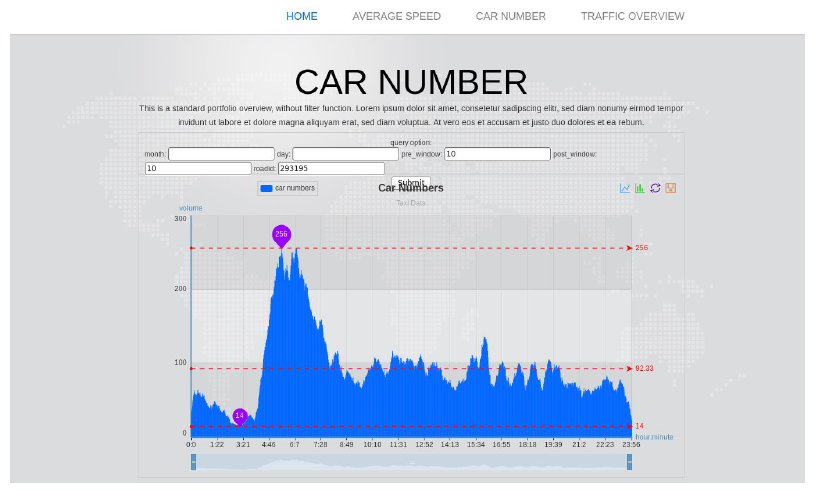 HOME AVERAGE SPEED CAR NUMBER TRAFFIC OVERVIEW
CAR NUMBER
This is a standard portfolio overview, without filter function. Lorem ipsum dolor sit amet, consetetur sadipscing elitr, sed diam nonumy eirmod tempor
invidunt ut labore et dolore magna aliquyam erat, sed diam voluptua. At vero eos et accusam et justo duo dolores et ea rebum.
query option:
month: day: pre_window: 10 post_window:
10 roadid: 293195
Submit
car numbers Car Numbers
Taxi Data
volume
300
256
256
200
100
92.33
14
14
0
hour:minute
0:0 1:22 3:21 4:46 6:7 7:28 8:49 10:10 11:31 12:52 14:13 15:34 16:55 18:18 19:39 21:2 22:23 23:56